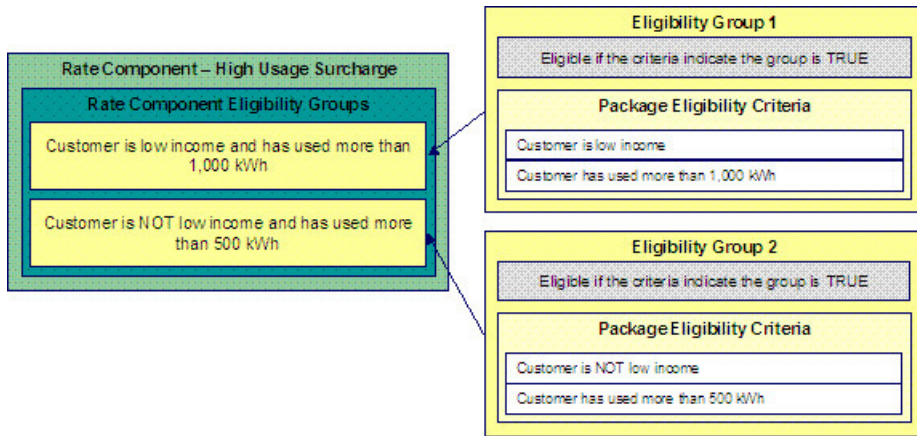 Rate Component – High Usage Surcharge
Rate Component Eligibility Groups
Customer is low income and has used more than
1,000 kWh
Customer is NOT low income and has used more
than 500 kWh
Eligibility Group 1
Eligible if the criteria indicate the group is TRUE
Package Eligibility Criteria
Customer is low income
Customer has used more than 1,000 kWh
Eligibility Group 2
Eligible if the criteria indicate the group is TRUE
Package Eligibility Criteria
Customer is NOT low income
Customer has used more than 500 kWh